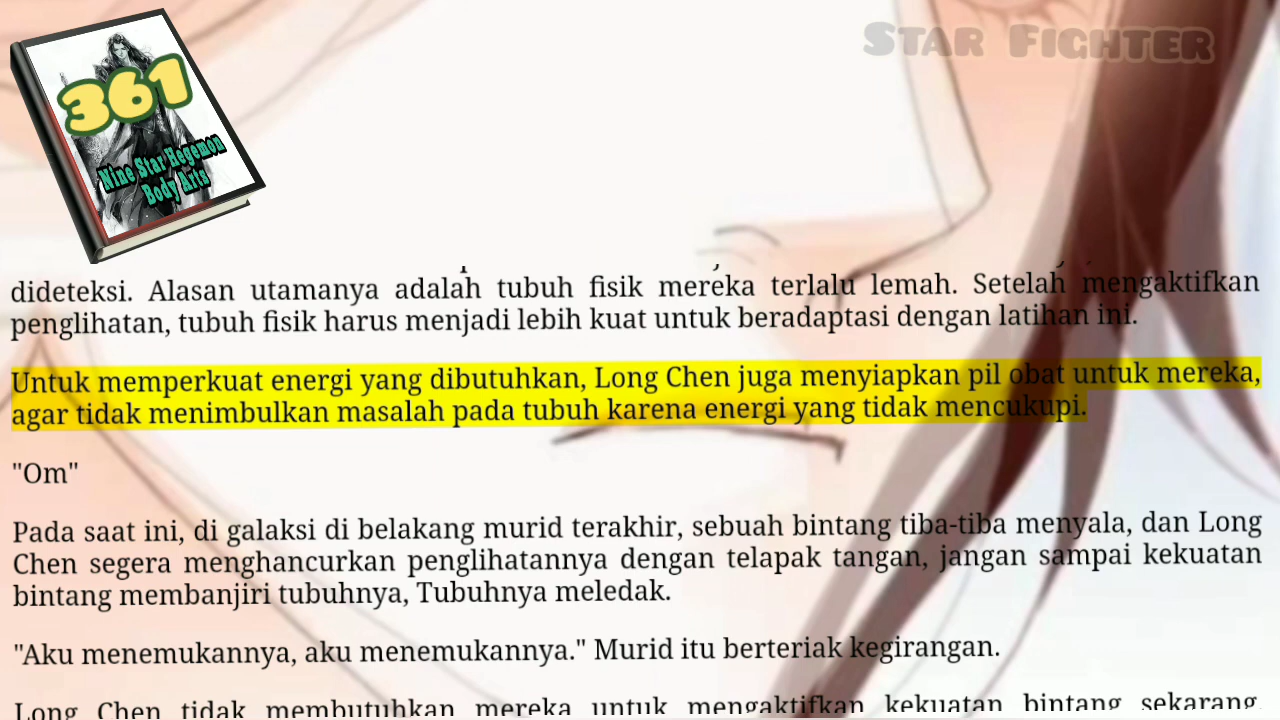 STAR FIGHTER
361
Nine Star Hegemon
Body Arts
dideteksi. Alasan utamanya adalah tubuh fisik mereka terlalu lemah. Setelah mengaktifkan
penglihatan, tubuh fisik harus menjadi lebih kuat untuk beradaptasi dengan latihan ini.
Untuk memperkuat energi yang dibutuhkan, Long Chen juga menyiapkan pil obat untuk mereka,
agar tidak menimbulkan masalah pada tubuh karena energi yang tidak mencukupi.
"Om"
Pada saat ini, di galaksi di belakang murid terakhir, sebuah bintang tiba-tiba menyala, dan Long
Chen segera menghancurkan penglihatannya dengan telapak tangan, jangan sampai kekuatan
bintang membanjiri tubuhnya, Tubuhnya meledak.
"Aku menemukannya, aku menemukannya." Murid itu berteriak kegirangan.
Long Chen tidak membutuhkan mereka untuk mengaktifkan kekuatan bintang sekarang.